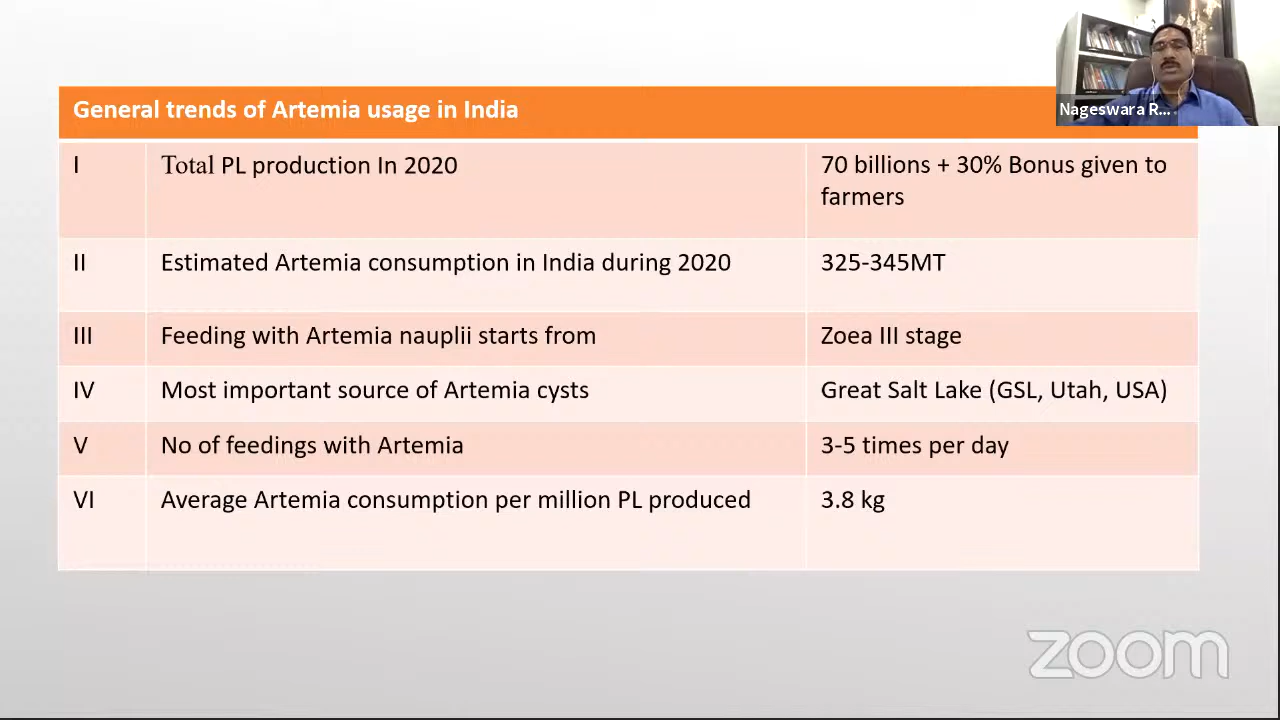 General trends of Artemia usage in India
Nageswara R...
I Total PL production In 2020 70 billions + 30% Bonus given to
farmers
II Estimated Artemia consumption in India during 2020 325-345MT
III Feeding with Artemia nauplii starts from Zoea III stage
IV Most important source of Artemia cysts Great Salt Lake (GSL, Utah, USA)
V No of feedings with Artemia 3-5 times per day
VI Average Artemia consumption per million PL produced 3.8 kg
zoom